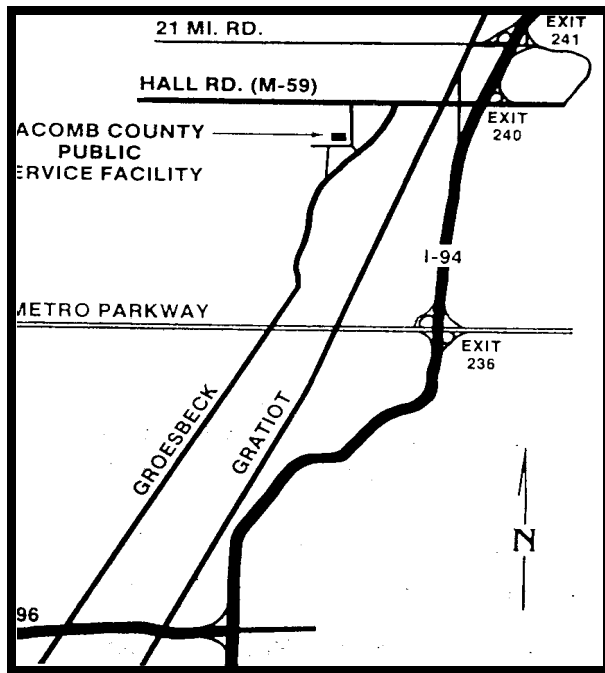 21 MI. RD.
EXIT
241
HALL RD. (M-59)
EXIT
240
ACOMB COUNTY
PUBLIC
ERVICE FACILITY
I-94
METRO PARKWAY
EXIT
236
GROESBECK
GRATIOT
N
96